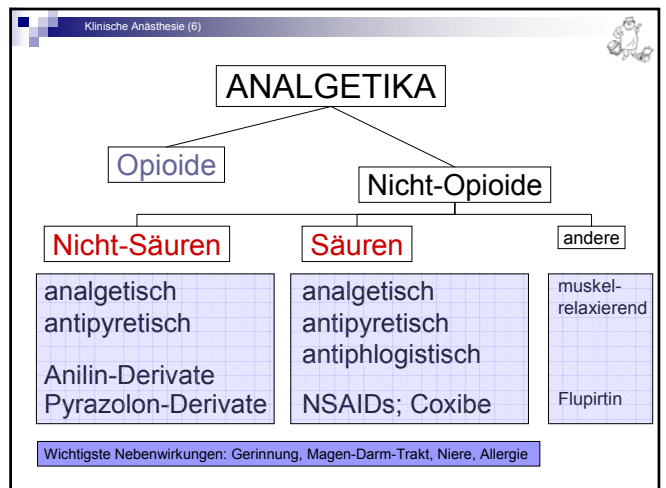 Klinische Anästhesie (6)
ANALGETIKA
Opioide
Nicht-Opioide
Nicht-Säuren
Säuren
andere
analgetisch
antipyretisch
Anilin-Derivate
Pyrazolon-Derivate
analgetisch
antipyretisch
antiphlogistisch
NSAIDs; Coxibe
muskel-
relaxierend
Flupirtin
Wichtigste Nebenwirkungen: Gerinnung, Magen-Darm-Trakt, Niere, Allergie